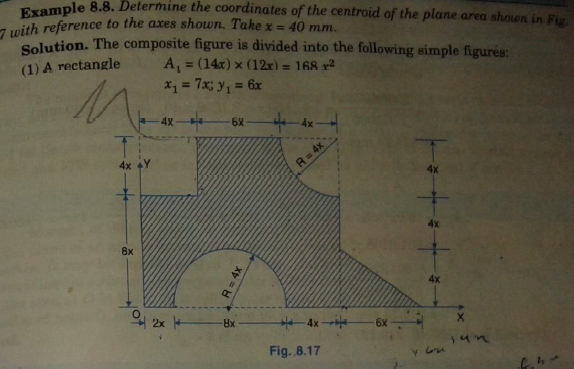 Example 8.8. Determine the coordinates of the centroid of the plane area shown in Fig.
7 with reference to the axes shown. Take x = 40 mm.
Solution. The composite figure is divided into the following simple figures:
(1) A rectangle A₁ = (14x) × (12x) = 168 x²
x₁ = 7x; y₁ = 6x
4X 6X 4x
4x Y R = 4x 4x
4x
8x R = 4x 4x
O 2x 8x 4x 6x X
Fig. 8.17